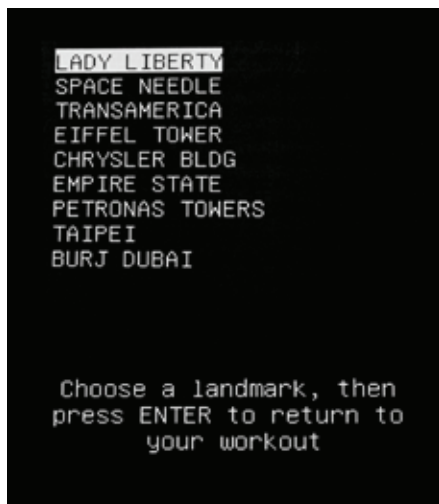 LADY LIBERTY
SPACE NEEDLE
TRANSAMERICA
EIFFEL TOWER
CHRYSLER BLDG
EMPIRE STATE
PETRONAS TOWERS
TAIPEI
BURJ DUBAI
Choose a landmark, then
press ENTER to return to
your workout